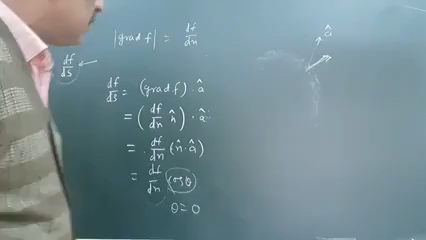 |grad f| = df/dn
df/ds ←
df/ds = (grad f) · â
= (df/dn n̂) · â
= df/dn (n̂ · â)
= df/dn cos θ
θ = 0
â